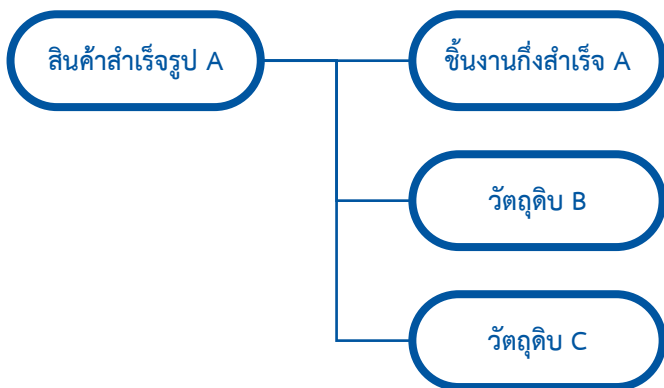 สินค้าสำเร็จรูป A
ชิ้นงานกึ่งสำเร็จ A
วัตถุดิบ B
วัตถุดิบ C